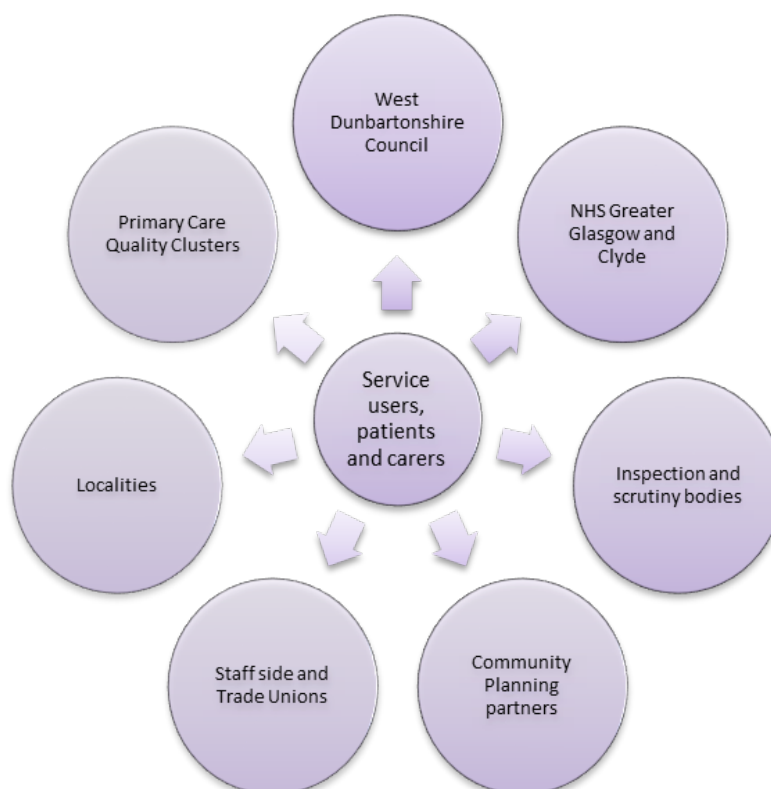 West
Dunbartonshire
Council
NHS Greater
Glasgow and
Clyde
Inspection and
scrutiny bodies
Community
Planning
partners
Staff side and
Trade Unions
Localities
Primary Care
Quality Clusters
Service
users,
patients
and carers